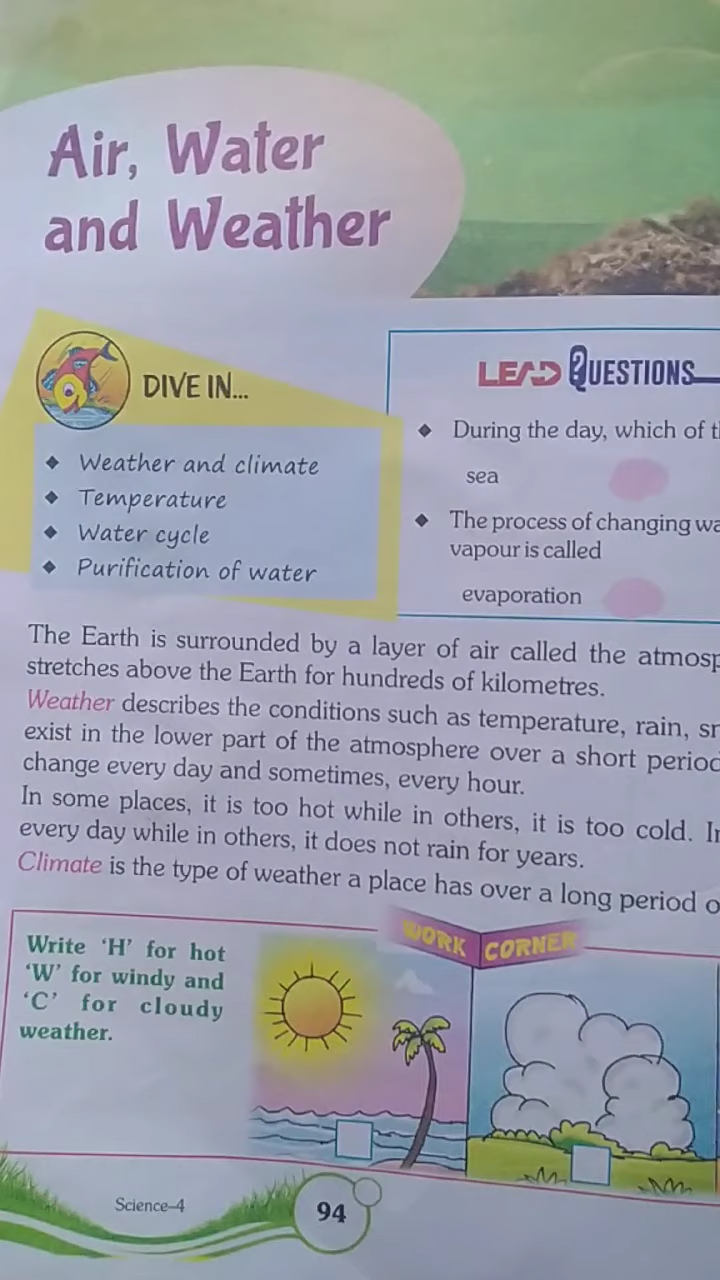 Air, Water
and Weather
DIVE IN...
❖ Weather and climate
❖ Temperature
❖ Water cycle
❖ Purification of water
LEAD QUESTIONS
❖ During the day, which of
sea
❖ The process of changing
vapour is called
evaporation
The Earth is surrounded by a layer of air called the
stretches above the Earth for hundreds of kilometres.
Weather describes the conditions such as temperature, rain,
exist in the lower part of the atmosphere over a short
change every day and sometimes, every hour.
In some places, it is too hot while in others, it is too cold.
every day while in others, it does not rain for years.
Climate is the type of weather a place has over a long period
WORK CORNER
Write 'H' for hot
'W' for windy and
'C' for cloudy
weather.
Science–4
94